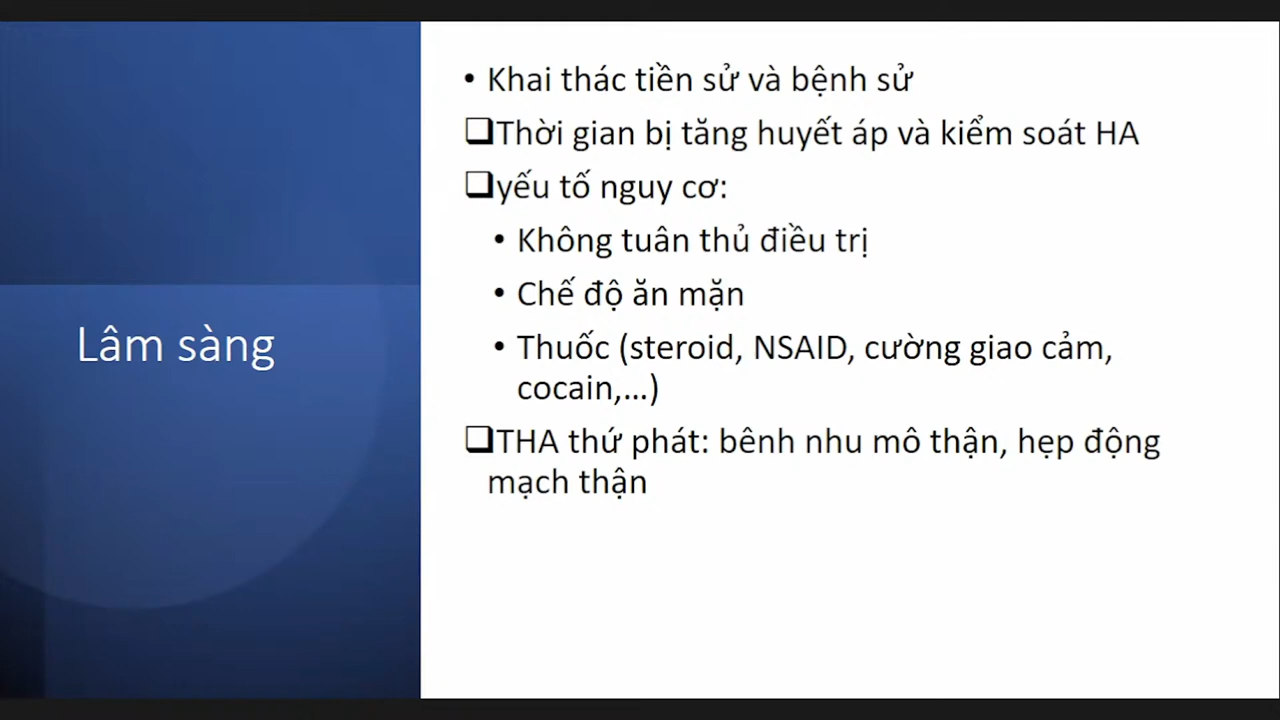 Lâm sàng
• Khai thác tiền sử và bệnh sử
❑Thời gian bị tăng huyết áp và kiểm soát HA
❑yếu tố nguy cơ:
• Không tuân thủ điều trị
• Chế độ ăn mặn
• Thuốc (steroid, NSAID, cường giao cảm,
cocain,...)
❑THA thứ phát: bênh nhu mô thận, hẹp động
mạch thận